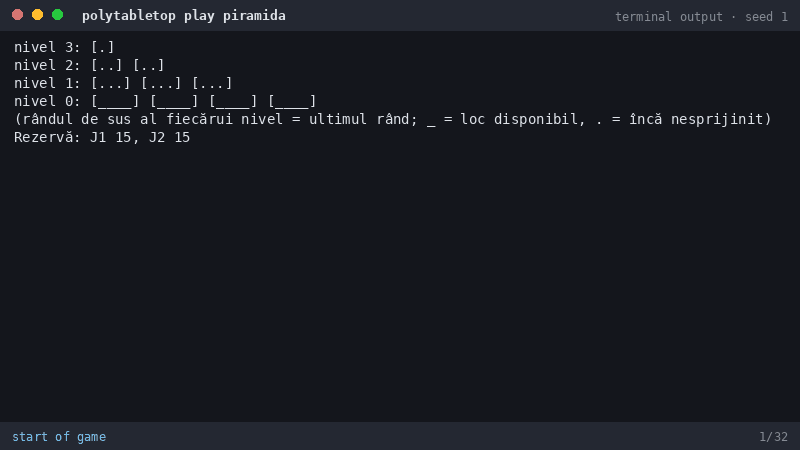 polytabletop play piramida
terminal output · seed 1
nivel 3: [.]
nivel 2: [..] [..]
nivel 1: [...] [...] [...]
nivel 0: [____] [____] [____] [____]
(rândul de sus al fiecărui nivel = ultimul rând; _ = loc disponibil, . = încă nesprijinit)
Rezervă: J1 15, J2 15
start of game
1/32